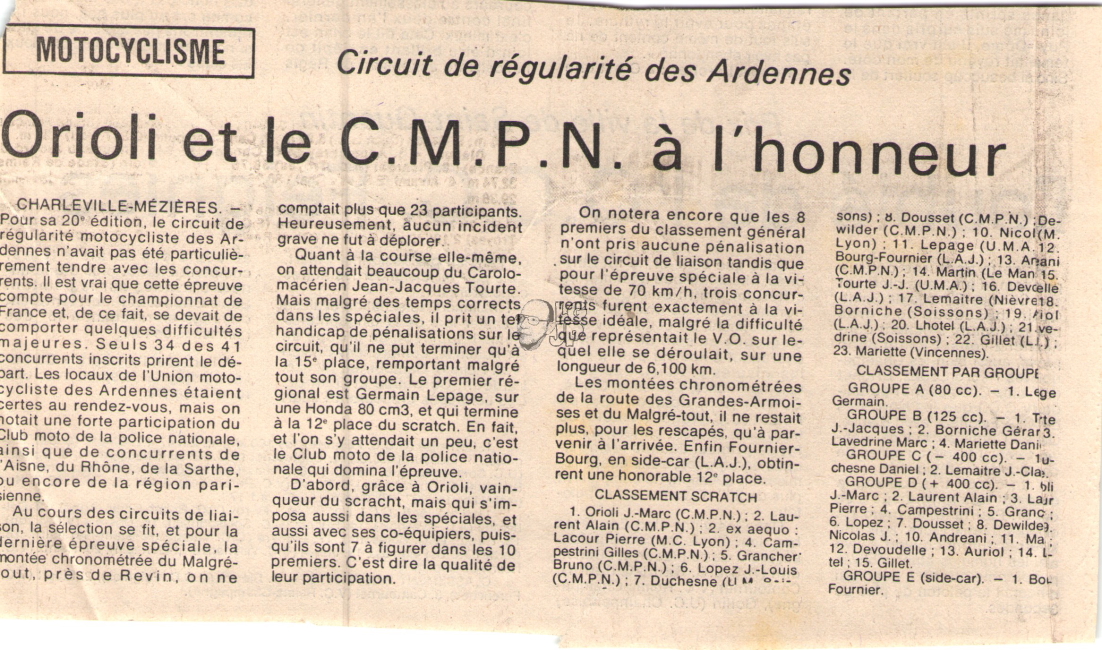 MOTOCYCLISME
Circuit de régularité des Ardennes
Orioli et le C.M.P.N. à l'honneur
CHARLEVILLE-MÉZIÈRES. —
Pour sa 20e édition, le circuit de
régularité motocycliste des Ar-
dennes n'avait pas été particuliè-
rement tendre avec les concur-
rents. Il est vrai que cette épreuve
compte pour le championnat de
France et, de ce fait, se devait de
comporter quelques difficultés
majeures. Seuls 34 des 41
concurrents inscrits prirent le dé-
part. Les locaux de l'Union moto-
cycliste des Ardennes étaient
certes au rendez-vous, mais on
notait une forte participation du
Club moto de la police nationale,
ainsi que de concurrents de
l'Aisne, du Rhône, de la Sarthe,
ou encore de la région pari-
sienne.
Au cours des circuits de liai-
son, la sélection se fit, et pour la
dernière épreuve spéciale, la
montée chronométrée du Malgré-
tout, près de Revin, on ne
comptait plus que 23 participants.
Heureusement, aucun incident
grave ne fut à déplorer.
Quant à la course elle-même,
on attendait beaucoup du Carolo-
macérien Jean-Jacques Tourte.
Mais malgré des temps corrects
dans les spéciales, il prit un tel
handicap de pénalisations sur le
circuit, qu'il ne put terminer qu'à
la 15e place, remportant malgré
tout son groupe. Le premier ré-
gional est Germain Lepage, sur
une Honda 80 cm3, et qui termine
à la 12e place du scratch. En fait,
et l'on s'y attendait un peu, c'est
le Club moto de la police natio-
nale qui domina l'épreuve.
D'abord, grâce à Orioli, vain-
queur du scracht, mais qui s'im-
posa aussi dans les spéciales, et
aussi avec ses co-équipiers, puis-
qu'ils sont 7 à figurer dans les 10
premiers. C'est dire la qualité de
leur participation.
On notera encore que les 8
premiers du classement général
n'ont pris aucune pénalisation
sur le circuit de liaison tandis que
pour l'épreuve spéciale à la vi-
tesse de 70 km/h, trois concur-
rents furent exactement à la vi-
tesse idéale, malgré la difficulté
que représentait le V.O. sur le-
quel elle se déroulait, sur une
longueur de 6,100 km.
Les montées chronométrées
de la route des Grandes-Armoi-
ses et du Malgré-tout, il ne restait
plus, pour les rescapés, qu'à par-
venir à l'arrivée. Enfin Fournier-
Bourg, en side-car (L.A.J.), obtin-
rent une honorable 12e place.
CLASSEMENT SCRATCH
1. Orioli J.-Marc (C.M.P.N.) ; 2. Lau-
rent Alain (C.M.P.N.) ; 2. ex aequo :
Lacour Pierre (M.C. Lyon) ; 4. Cam-
pestrini Gilles (C.M.P.N.) ; 5. Grancher
Bruno (C.M.P.N.) ; 6. Lopez J.-Louis
(C.M.P.N.) ; 7. Duchesne (U.M.
sons) ; 8. Dousset (C.M.P.N.) ; De-
wilder (C.M.P.N.) ; 10. Nicol (M.
Lyon) ; 11. Lepage (U.M.A. 12.
Bourg-Fournier (L.A.J.) ; 13.
(C.M.P.N.) ; 14. Martin (Le Man 15.
Tourte J.-J. (U.M.A.) ; 16.
(L.A.J.) ; 17. Lemaitre (Nièvre 18.
Borniche (Soissons) ; 19.
(L.A.J.) ; 20. Lhotel (L.A.J.) ; 21.
drine (Soissons) ; 22. Gillet
23. Mariette (Vincennes).
CLASSEMENT PAR GROUPE
GROUPE A (80 cc). — 1.
Germain.
GROUPE B (125 cc). — 1.
J.-Jacques ; 2. Borniche Gérar 3.
Lavedrine Marc ; 4. Mariette Dani
GROUPE C (- 400 cc). — 1.
chesne Daniel ; 2. Lemaitre J.-Cla
GROUPE D (+ 400 cc). — 1.
J.-Marc ; 2. Laurent Alain ; 3.
Pierre ; 4. Campestrini ; 5. Granc
6. Lopez ; 7. Dousset ; 8. Dewilde
Nicolas J. ; 10. Andreani ; 11. Ma
12. Devoudelle ; 13. Auriol ; 14.
tel ; 15. Gillet.
GROUPE E (side-car). — 1. Bou
Fournier.